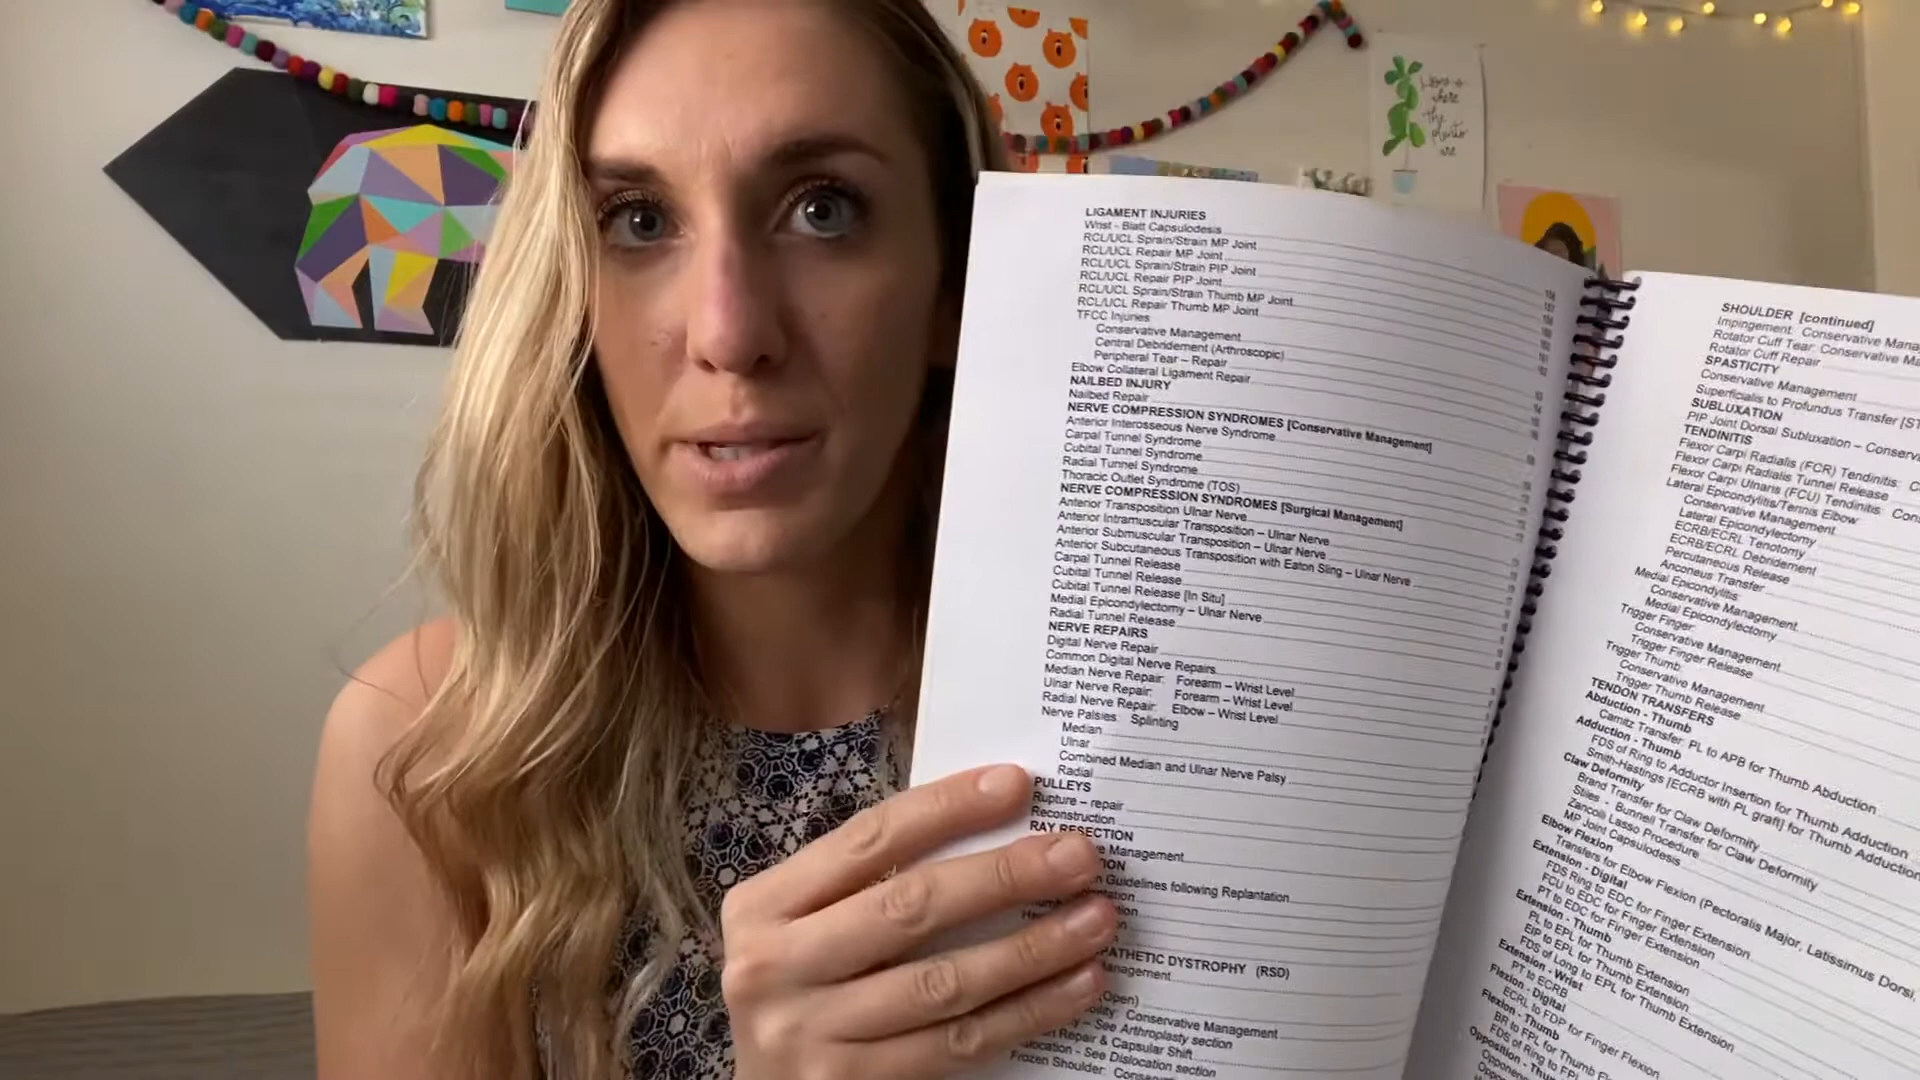 Home is
where
the
plants
are
LIGAMENT INJURIES
Wrist - Blatt Capsulodesis
RCL/UCL Sprain/Strain MP Joint
RCL/UCL Repair MP Joint
RCL/UCL Sprain/Strain PIP Joint
RCL/UCL Repair PIP Joint
RCL/UCL Sprain/Strain Thumb MP Joint
RCL/UCL Repair Thumb MP Joint
TFCC Injuries
Conservative Management
Central Debridement (Arthroscopic)
Peripheral Tear – Repair
Elbow Collateral Ligament Repair
NAILBED INJURY
Nailbed Repair
NERVE COMPRESSION SYNDROMES [Conservative Management]
Anterior Interosseous Nerve Syndrome
Carpal Tunnel Syndrome
Cubital Tunnel Syndrome
Radial Tunnel Syndrome
Thoracic Outlet Syndrome (TOS)
NERVE COMPRESSION SYNDROMES [Surgical Management]
Anterior Transposition Ulnar Nerve
Anterior Intramuscular Transposition – Ulnar Nerve
Anterior Submuscular Transposition – Ulnar Nerve
Anterior Subcutaneous Transposition with Eaton Sling – Ulnar Nerve
Carpal Tunnel Release
Cubital Tunnel Release
Cubital Tunnel Release [In Situ]
Medial Epicondylectomy – Ulnar Nerve
Radial Tunnel Release
NERVE REPAIRS
Digital Nerve Repair
Common Digital Nerve Repairs
Median Nerve Repair: Forearm – Wrist Level
Ulnar Nerve Repair: Forearm – Wrist Level
Radial Nerve Repair: Elbow – Wrist Level
Nerve Palsies: Splinting
Median
Ulnar
Combined Median and Ulnar Nerve Palsy
Radial
PULLEYS
Rupture – repair
Reconstruction
RAY RESECTION
Management
Guidelines following Replantation
DYSTROPHY (RSD)
(Open)
Conservative Management
– See Arthroplasty section
Repair & Capsular Shift
- See Dislocation section
Frozen Shoulder:
SHOULDER [continued]
Impingement: Conservative
Rotator Cuff Tear: Conservative
Rotator Cuff Repair
SPASTICITY
Conservative Management
Superficialis to Profundus Transfer
SUBLUXATION
PIP Joint Dorsal Subluxation –
TENDINITIS
Flexor Carpi Radialis (FCR) Tendinitis:
Flexor Carpi Radialis Tunnel Release
Flexor Carpi Ulnaris (FCU) Tendinitis:
Lateral Epicondylitis/Tennis Elbow
Conservative Management
Lateral Epicondylectomy
ECRB/ECRL Tenotomy
ECRB/ECRL Debridement
Percutaneous Release
Anconeus Transfer
Medial Epicondylitis:
Conservative Management
Medial Epicondylectomy
Trigger Finger:
Conservative Management
Trigger Finger Release
Trigger Thumb:
Conservative Management
Trigger Thumb Release
TENDON TRANSFERS
Abduction - Thumb
Camitz Transfer: PL to APB for Thumb Abduction
Adduction - Thumb
FDS of Ring to Adductor Insertion for Thumb Adduction
Smith-Hastings [ECRB with PL graft] for Thumb
Claw Deformity
Brand Transfer for Claw Deformity
Stiles - Bunnell Transfer for Claw Deformity
Zancolli Lasso Procedure
MP Joint Capsulodesis
Elbow Flexion
Transfers for Elbow Flexion (Pectoralis Major, Latissimus Dorsi,
Extension - Digital
FDS Ring to EDC for Finger Extension
FCU to EDC for Finger Extension
PT to EDC for Finger Extension
Extension - Thumb
PL to EPL for Thumb Extension
EIP to EPL for Thumb Extension
FDS of Long to EPL for Thumb Extension
Extension - Wrist
PT to ECRB
Flexion - Digital
ECRL to FDP for Finger Flexion
Flexion - Thumb
BR to FPL for Thumb
FDS of Ring to